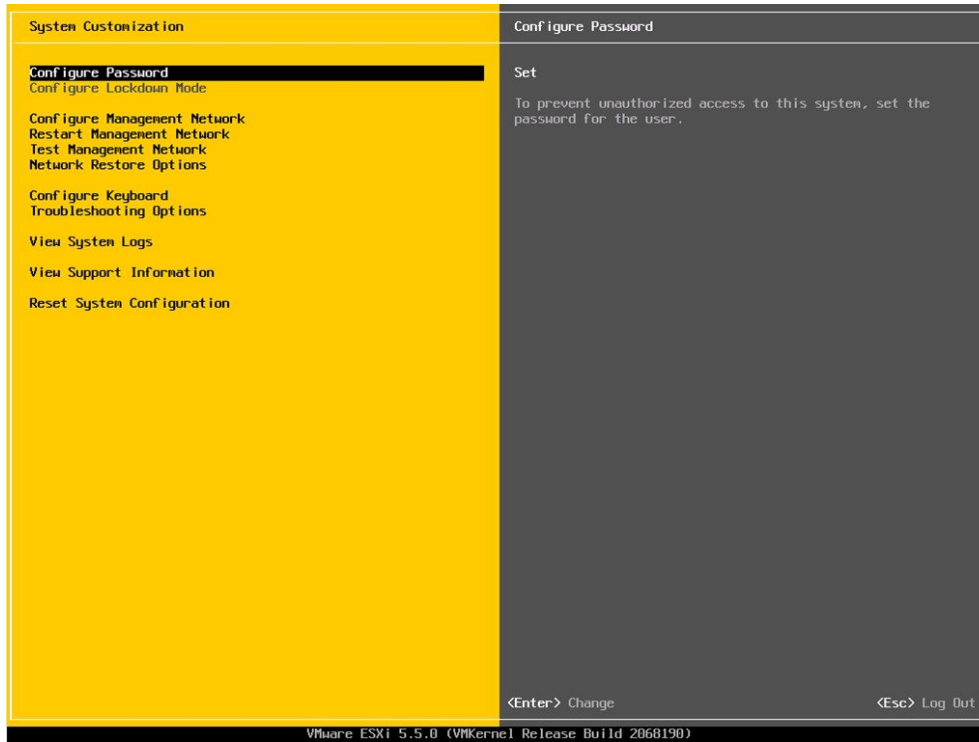 System Customization
Configure Password
Configure Password
Configure Lockdown Mode
Configure Management Network
Restart Management Network
Test Management Network
Network Restore Options
Configure Keyboard
Troubleshooting Options
View System Logs
View Support Information
Reset System Configuration
Set
To prevent unauthorized access to this system, set the
password for the user.
<Enter> Change
<Esc> Log Out
VMware ESXi 5.5.0 (VMKernel Release Build 2068190)